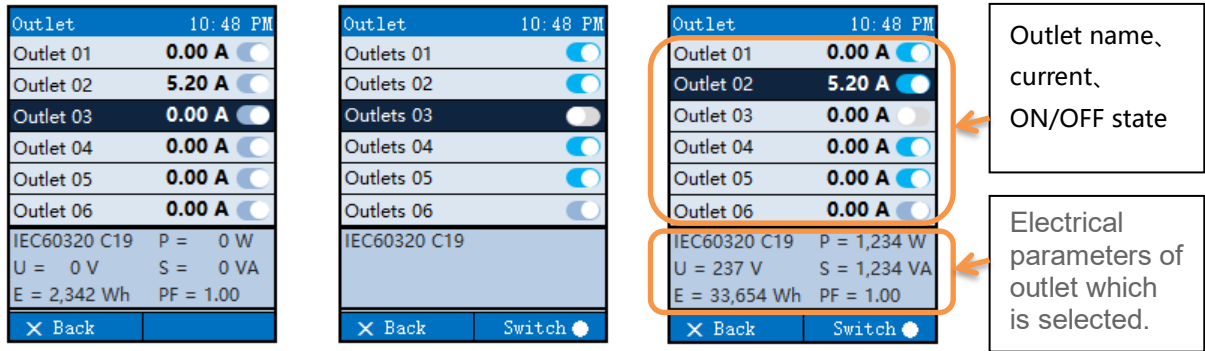 Outlet 10:48 PM
Outlet 01 0.00 A
Outlet 02 5.20 A
Outlet 03 0.00 A
Outlet 04 0.00 A
Outlet 05 0.00 A
Outlet 06 0.00 A
IEC60320 C19 P = 0 W
U = 0 V S = 0 VA
E = 2,342 Wh PF = 1.00
× Back
Outlet 10:48 PM
Outlets 01
Outlets 02
Outlets 03
Outlets 04
Outlets 05
Outlets 06
IEC60320 C19
× Back Switch
Outlet 10:48 PM
Outlet 01 0.00 A
Outlet 02 5.20 A
Outlet 03 0.00 A
Outlet 04 0.00 A
Outlet 05 0.00 A
Outlet 06 0.00 A
IEC60320 C19 P = 1,234 W
U = 237 V S = 1,234 VA
E = 33,654 Wh PF = 1.00
× Back Switch
Outlet name、
current、
ON/OFF state
Electrical
parameters of
outlet which
is selected.